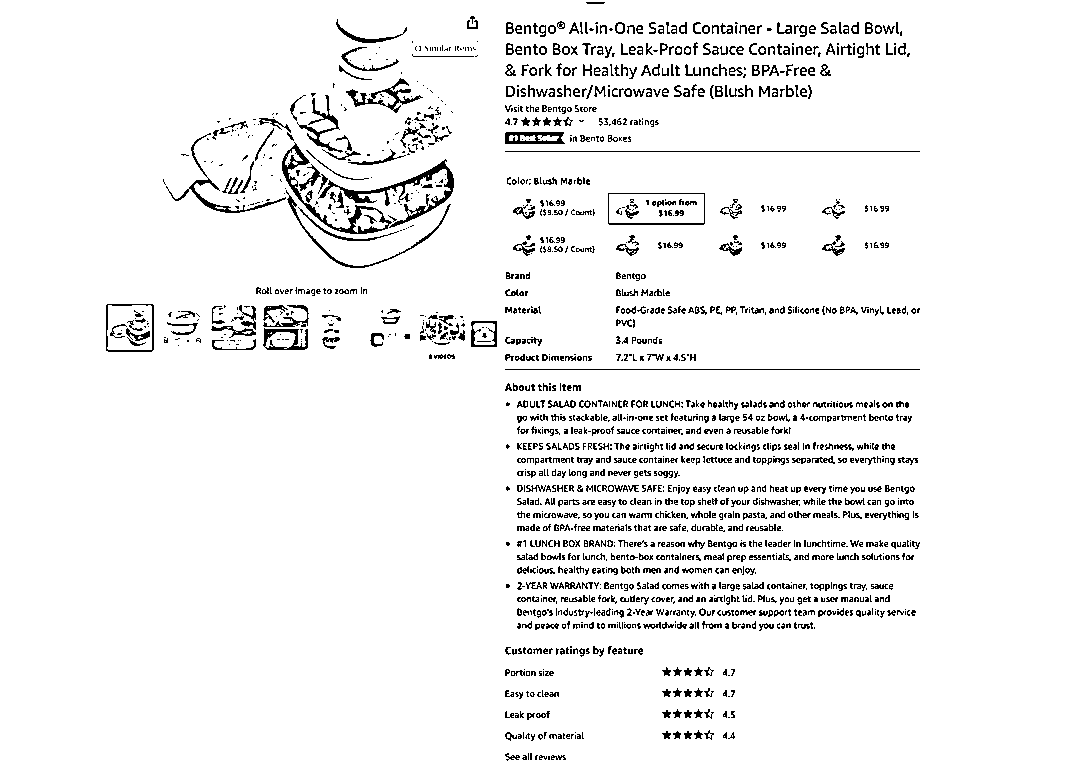 Similar Items
Bentgo® All-in-One Salad Container - Large Salad Bowl,
Bento Box Tray, Leak-Proof Sauce Container, Airtight Lid,
& Fork for Healthy Adult Lunches; BPA-Free &
Dishwasher/Microwave Safe (Blush Marble)
Visit the Bentgo Store
4.7 53,462 ratings
#1 Best Seller in Bento Boxes
Color: Blush Marble
$16.99 1 option from $16.99 $16.99
($8.50 / Count) $16.99
$16.99 $16.99 $16.99 $16.99
($8.50 / Count)
Roll over image to zoom in
8 VIDEOS
Brand Bentgo
Color Blush Marble
Material Food-Grade Safe ABS, PE, PP, Tritan, and Silicone (No BPA, Vinyl, Lead, or
PVC)
Capacity 3.4 Pounds
Product Dimensions 7.2"L x 7"W x 4.5"H
About this item
• ADULT SALAD CONTAINER FOR LUNCH: Take healthy salads and other nutritious meals on the
go with this stackable, all-in-one set featuring a large 54 oz bowl, a 4-compartment bento tray
for fixings, a leak-proof sauce container, and even a reusable fork!
• KEEPS SALADS FRESH: The airtight lid and secure lockings clips seal in freshness, while the
compartment tray and sauce container keep lettuce and toppings separated, so everything stays
crisp all day long and never gets soggy.
• DISHWASHER & MICROWAVE SAFE: Enjoy easy clean up and heat up every time you use Bentgo
Salad. All parts are easy to clean in the top shelf of your dishwasher, while the bowl can go into
the microwave, so you can warm chicken, whole grain pasta, and other meals. Plus, everything is
made of BPA-free materials that are safe, durable, and reusable.
• #1 LUNCH BOX BRAND: There's a reason why Bentgo is the leader in lunchtime. We make quality
salad bowls for lunch, bento-box containers, meal prep essentials, and more lunch solutions for
delicious, healthy eating both men and women can enjoy.
• 2-YEAR WARRANTY: Bentgo Salad comes with a large salad container, toppings tray, sauce
container, reusable fork, cutlery cover, and an airtight lid. Plus, you get a user manual and
Bentgo's industry-leading 2-Year Warranty. Our customer support team provides quality service
and peace of mind to millions worldwide all from a brand you can trust.
Customer ratings by feature
Portion size 4.7
Easy to clean 4.7
Leak proof 4.5
Quality of material 4.4
See all reviews